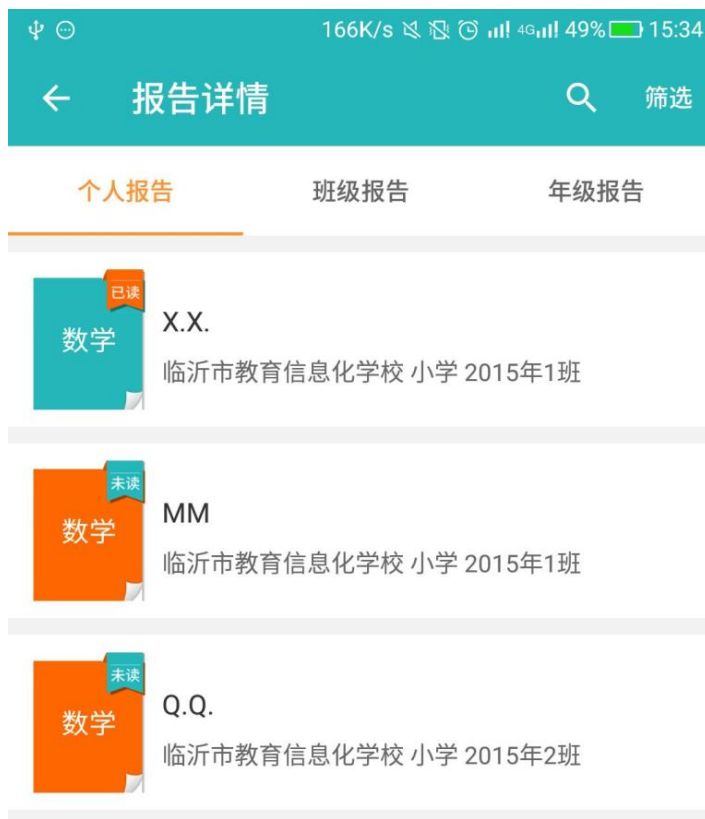 166K/s 4G 49% 15:34
报告详情 筛选
个人报告 班级报告 年级报告
已读
数学
X.X.
临沂市教育信息化学校 小学 2015年1班
未读
数学
MM
临沂市教育信息化学校 小学 2015年1班
未读
数学
Q.Q.
临沂市教育信息化学校 小学 2015年2班